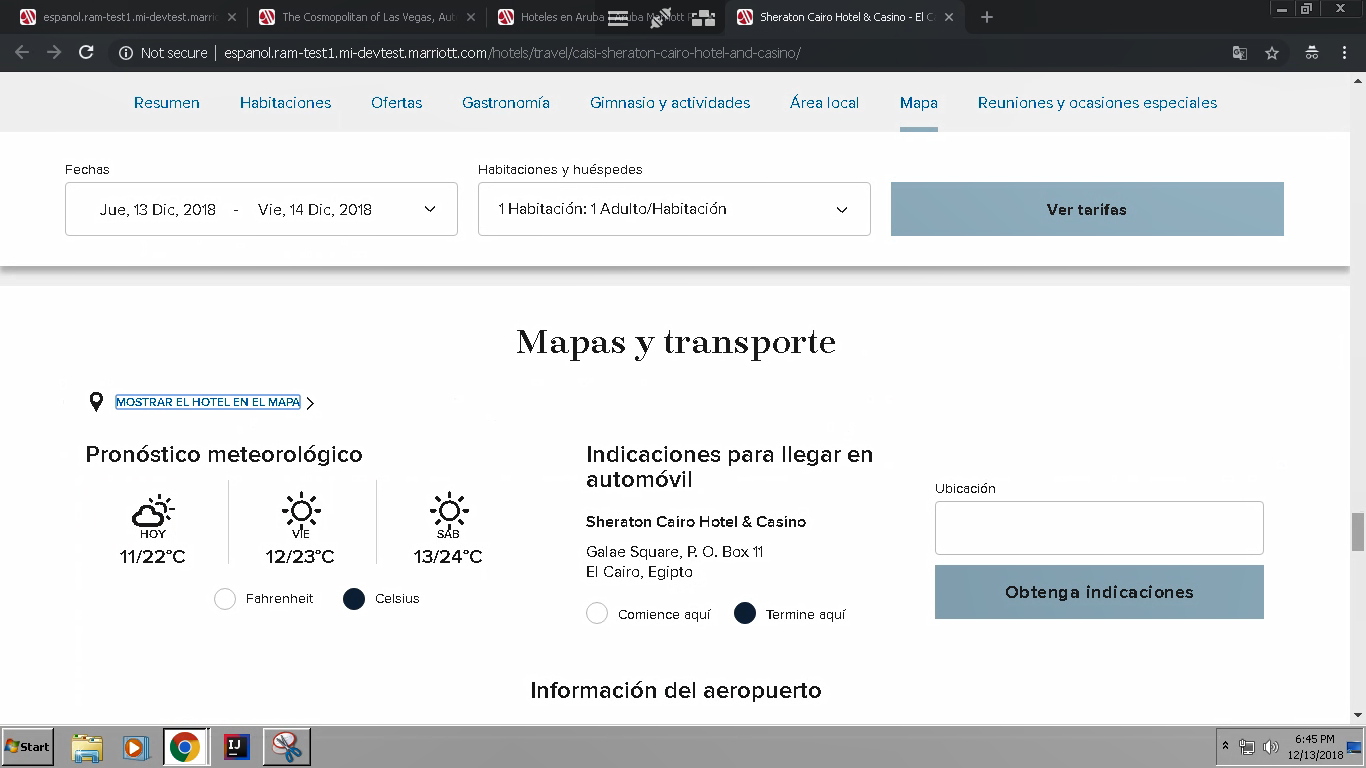 espanol.ram-test1.mi-devtest.marri
The Cosmopolitan of Las Vegas, Aut
Hoteles en Aruba | Aruba Marriott R
Sheraton Cairo Hotel & Casino - El C
Not secure | espanol.ram-test1.mi-devtest.marriott.com/hotels/travel/caisi-sheraton-cairo-hotel-and-casino/
Resumen Habitaciones Ofertas Gastronomía Gimnasio y actividades Área local Mapa Reuniones y ocasiones especiales
Fechas
Jue, 13 Dic, 2018 - Vie, 14 Dic, 2018
Habitaciones y huéspedes
1 Habitación: 1 Adulto/Habitación
Ver tarifas
Mapas y transporte
MOSTRAR EL HOTEL EN EL MAPA
Pronóstico meteorológico
HOY VIE SÁB
11/22°C 12/23°C 13/24°C
Fahrenheit Celsius
Indicaciones para llegar en
automóvil
Sheraton Cairo Hotel & Casino
Galae Square, P. O. Box 11
El Cairo, Egipto
Comience aquí Termine aquí
Ubicación
Obtenga indicaciones
Información del aeropuerto
Start
6:45 PM
12/13/2018